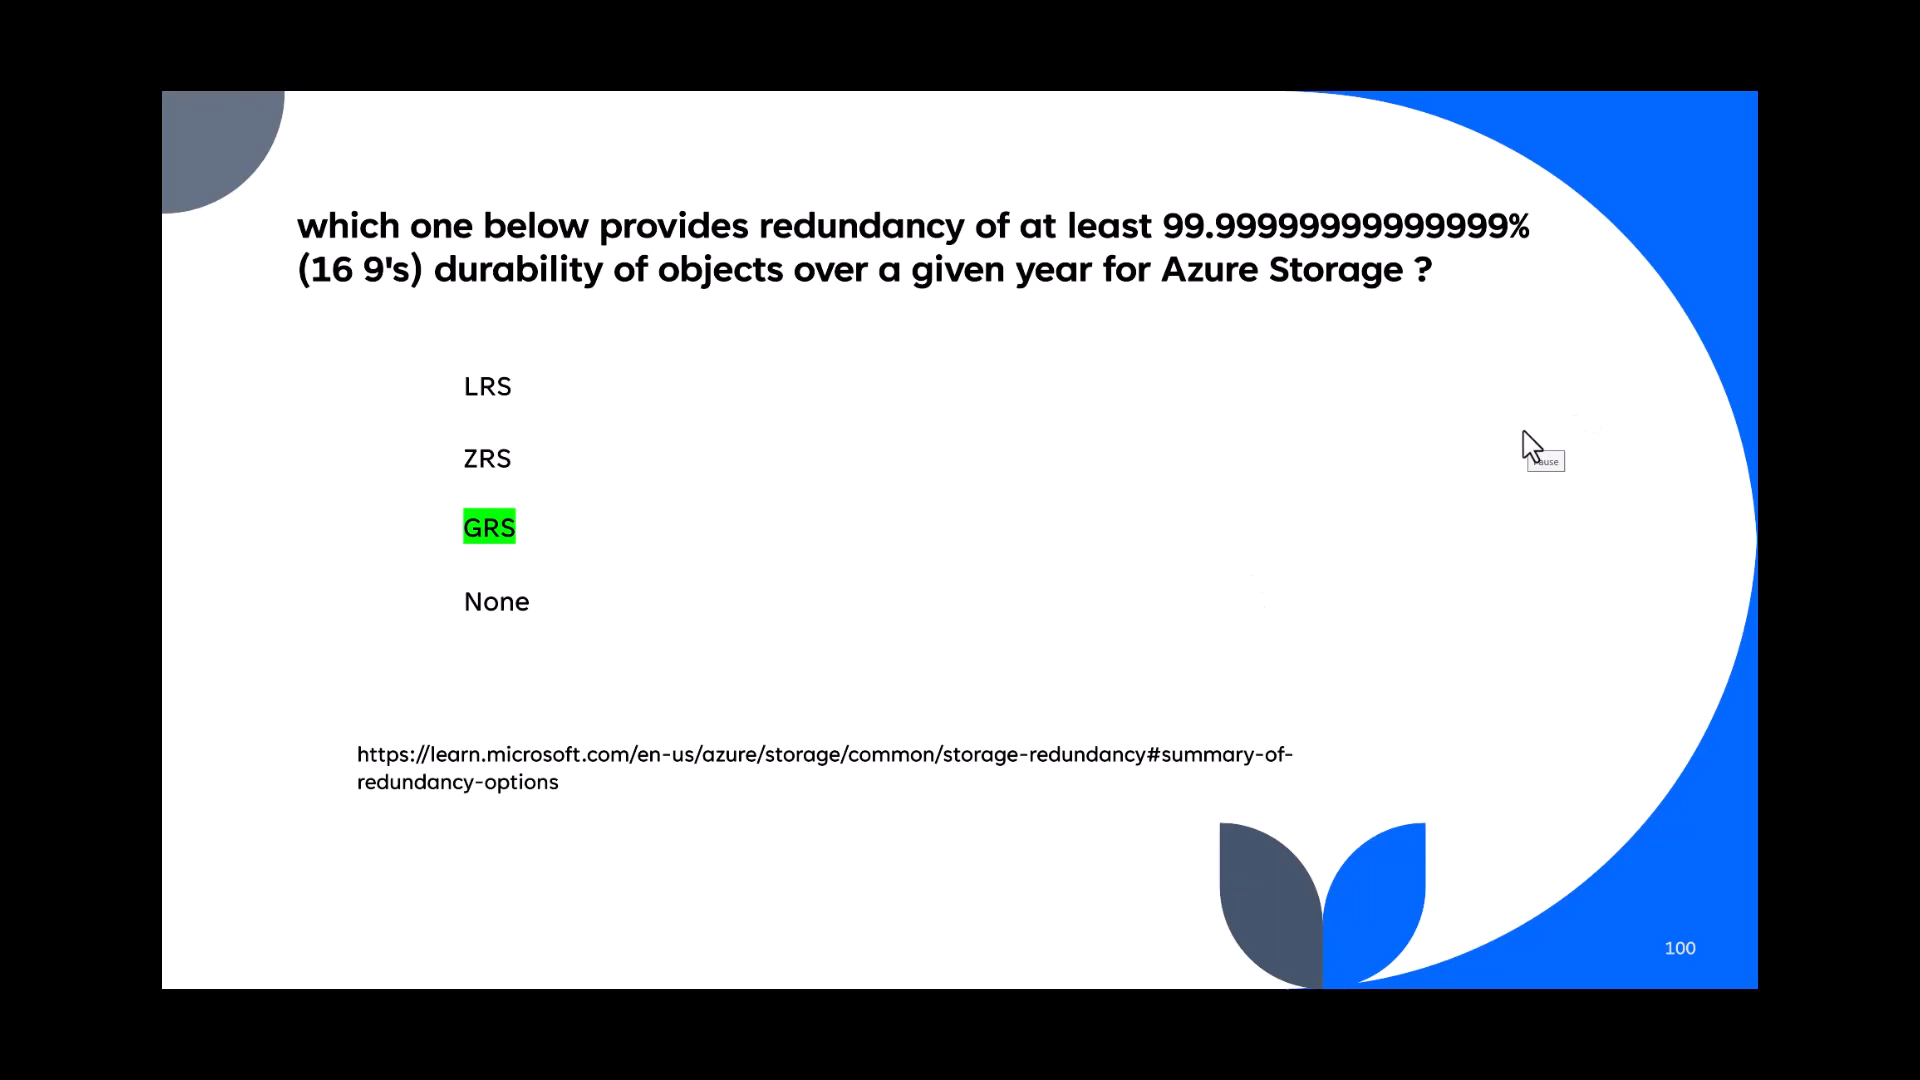 which one below provides redundancy of at least 99.99999999999999%
(16 9's) durability of objects over a given year for Azure Storage ?
LRS
ZRS
GRS
None
https://learn.microsoft.com/en-us/azure/storage/common/storage-redundancy#summary-of-
redundancy-options
100